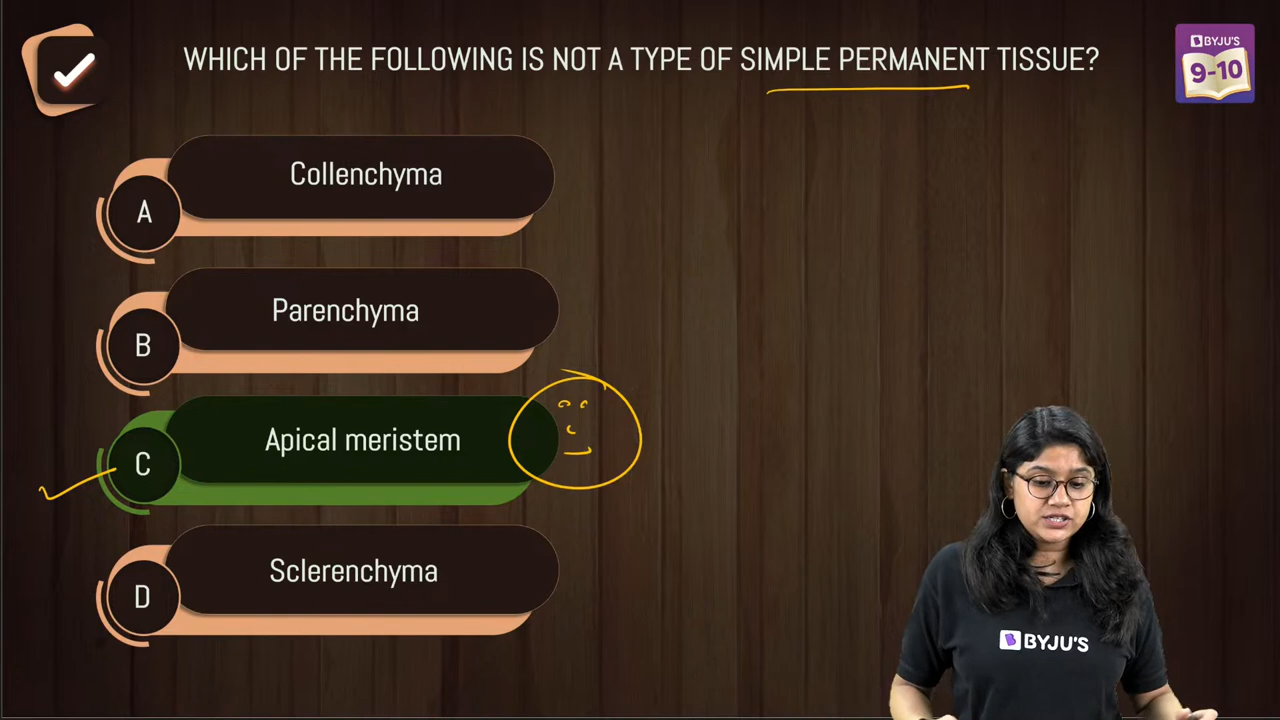 WHICH OF THE FOLLOWING IS NOT A TYPE OF SIMPLE PERMANENT TISSUE?
BYJU'S
9-10
A
Collenchyma
B
Parenchyma
C
Apical meristem
D
Sclerenchyma
BYJU'S